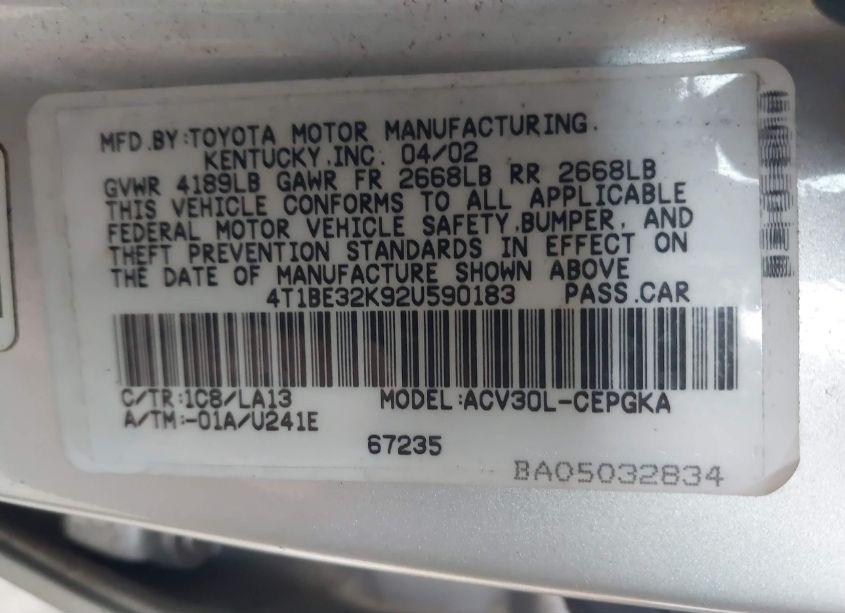 MFD.BY:TOYOTA MOTOR MANUFACTURING.
KENTUCKY,INC. 04/02
GVWR 4189LB GAWR FR 2668LB RR 2668LB
THIS VEHICLE CONFORMS TO ALL APPLICABLE
FEDERAL MOTOR VEHICLE SAFETY,BUMPER, AND
THEFT PREVENTION STANDARDS IN EFFECT ON
THE DATE OF MANUFACTURE SHOWN ABOVE
4T1BE32K92U590183 PASS.CAR
C/TR:1C8/LA13 MODEL:ACV30L-CEPGKA
A/TM:-01A/U241E
67235
BA05032834